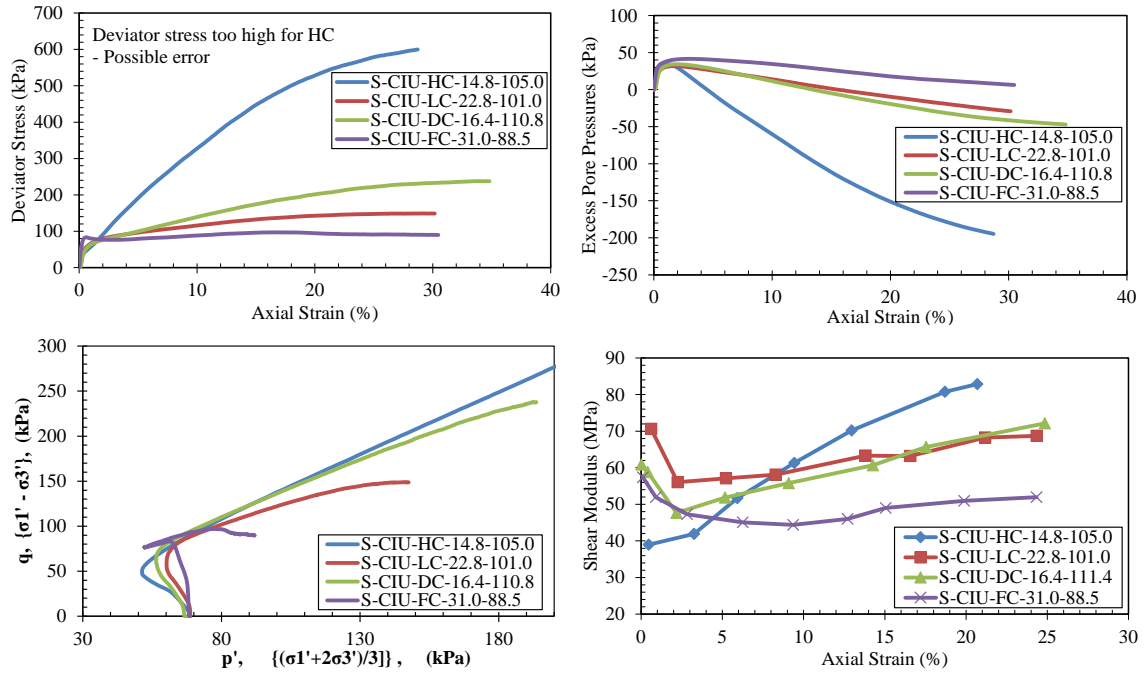 700
600
500
400
300
200
100
0
Deviator Stress (kPa)
Deviator stress too high for HC
- Possible error
S-CIU-HC-14.8-105.0
S-CIU-LC-22.8-101.0
S-CIU-DC-16.4-110.8
S-CIU-FC-31.0-88.5
0 10 20 30 40
Axial Strain (%)
100
50
0
-50
-100
-150
-200
-250
Excess Pore Pressures (kPa)
S-CIU-HC-14.8-105.0
S-CIU-LC-22.8-101.0
S-CIU-DC-16.4-110.8
S-CIU-FC-31.0-88.5
0 10 20 30 40
Axial Strain (%)
300
250
200
150
100
50
0
q, {σ1' - σ3'}, (kPa)
S-CIU-HC-14.8-105.0
S-CIU-LC-22.8-101.0
S-CIU-DC-16.4-110.8
S-CIU-FC-31.0-88.5
30 80 130 180
p', {(σ1'+2σ3')/3]} , (kPa)
90
80
70
60
50
40
30
20
Shear Modulus (MPa)
S-CIU-HC-14.8-105.0
S-CIU-LC-22.8-101.0
S-CIU-DC-16.4-111.4
S-CIU-FC-31.0-88.5
0 5 10 15 20 25 30
Axial Strain (%)